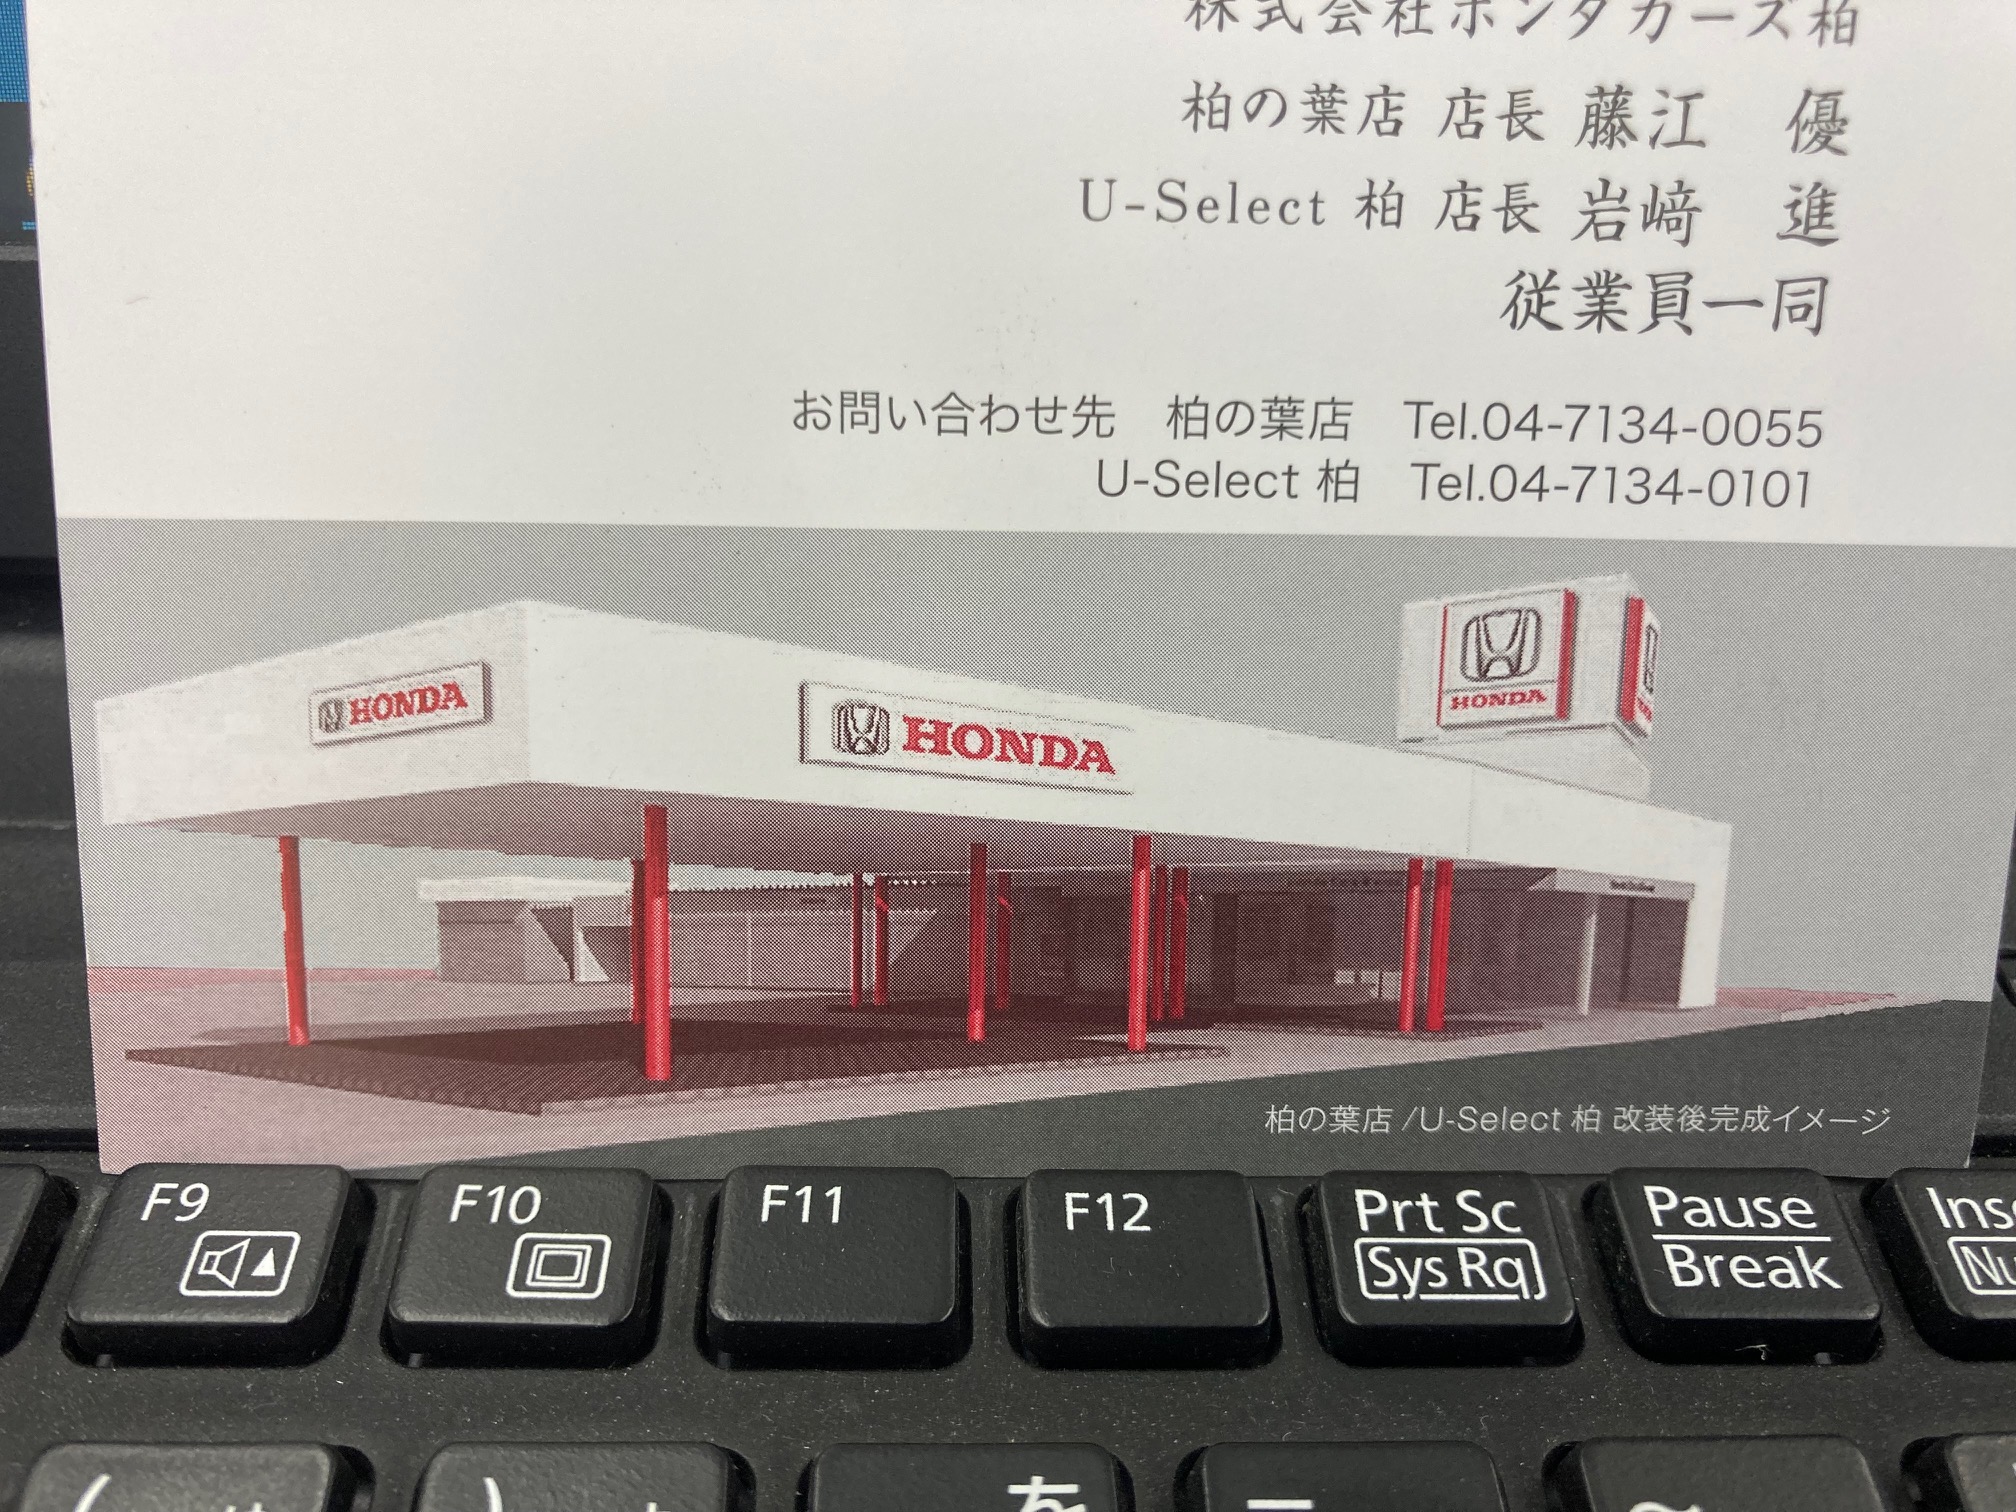 株式会社ホンダカーズ柏
柏の葉店 店長 藤江　優
U-Select 柏 店長 岩﨑　進
従業員一同
お問い合わせ先　柏の葉店　Tel.04-7134-0055
U-Select 柏　Tel.04-7134-0101
HONDA
HONDA
HONDA
柏の葉店/U-Select 柏 改装後完成イメージ
F9
F10
F11
F12
Prt Sc
Sys Rq
Pause
Break
を